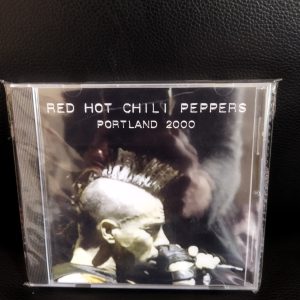 RED HOT CHILI PEPPERS
PORTLAND 2000